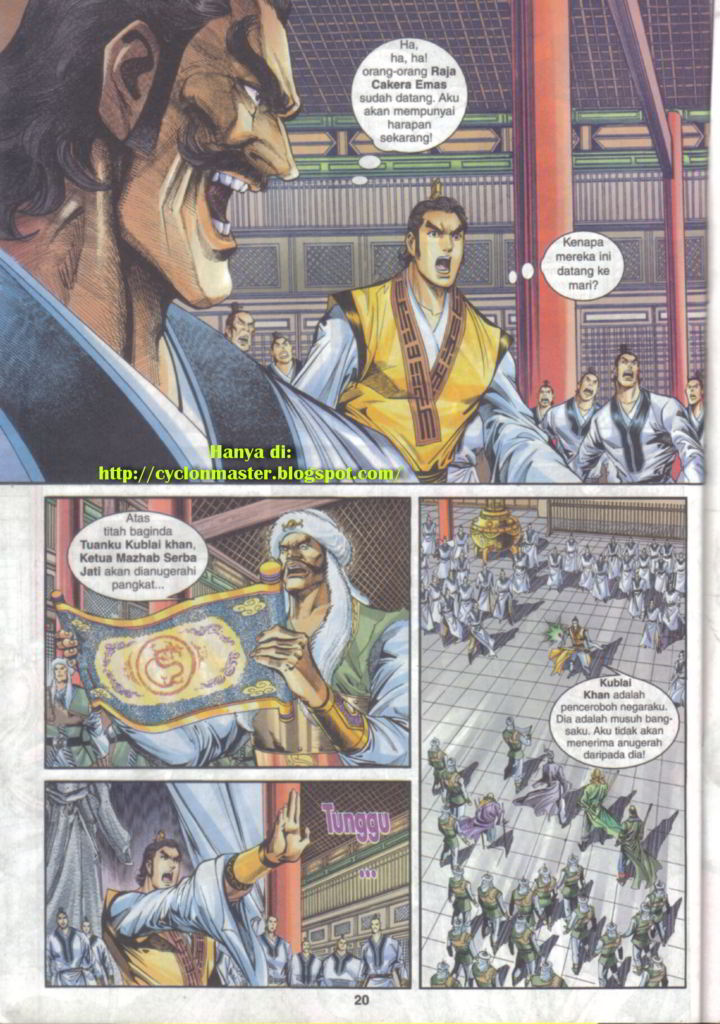 Ha,
ha, ha!
orang-orang Raja
Cakera Emas
sudah datang. Aku
akan mempunyai
harapan
sekarang!
Kenapa
mereka ini
datang ke
mari?
Hanya di:
http://cyclonmaster.blogspot.com/
Atas
titah baginda
Tuanku Kublai khan,
Ketua Mazhab Serba
Jati akan dianugerahi
pangkat...
Tunggu
...
Kublai
Khan adalah
penceroboh negaraku.
Dia adalah musuh bang-
saku. Aku tidak akan
menerima anugerah
daripada dia!
20